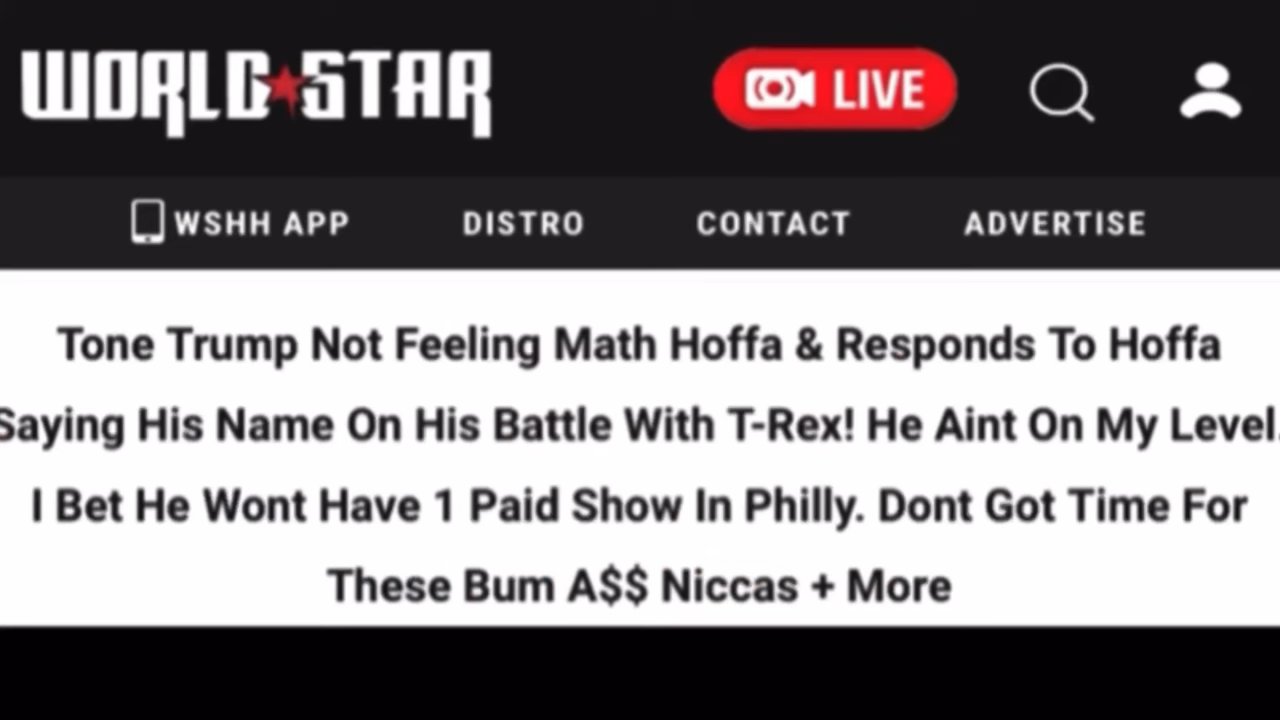 WORLD STAR
LIVE
WSHH APP DISTRO CONTACT ADVERTISE
Tone Trump Not Feeling Math Hoffa & Responds To Hoffa
Saying His Name On His Battle With T-Rex! He Aint On My Level.
I Bet He Wont Have 1 Paid Show In Philly. Dont Got Time For
These Bum A$$ Niccas + More